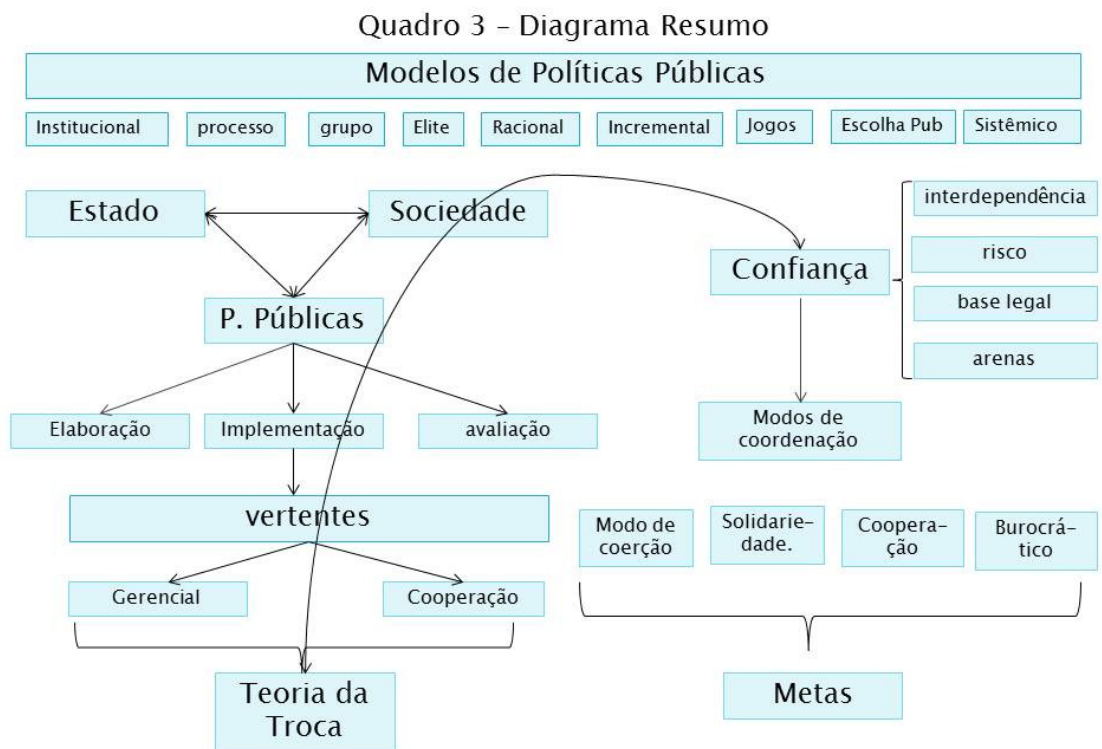 Quadro 3 – Diagrama Resumo
Modelos de Políticas Públicas
Institucional
processo
grupo
Elite
Racional
Incremental
Jogos
Escolha Pub
Sistêmico
Estado
Sociedade
interdependência
Confiança
risco
base legal
arenas
P. Públicas
Elaboração
Implementação
avaliação
Modos de
coordenação
vertentes
Modo de
coerção
Solidarie-
dade.
Coopera-
ção
Burocrá-
tico
Gerencial
Cooperação
Teoria da
Troca
Metas